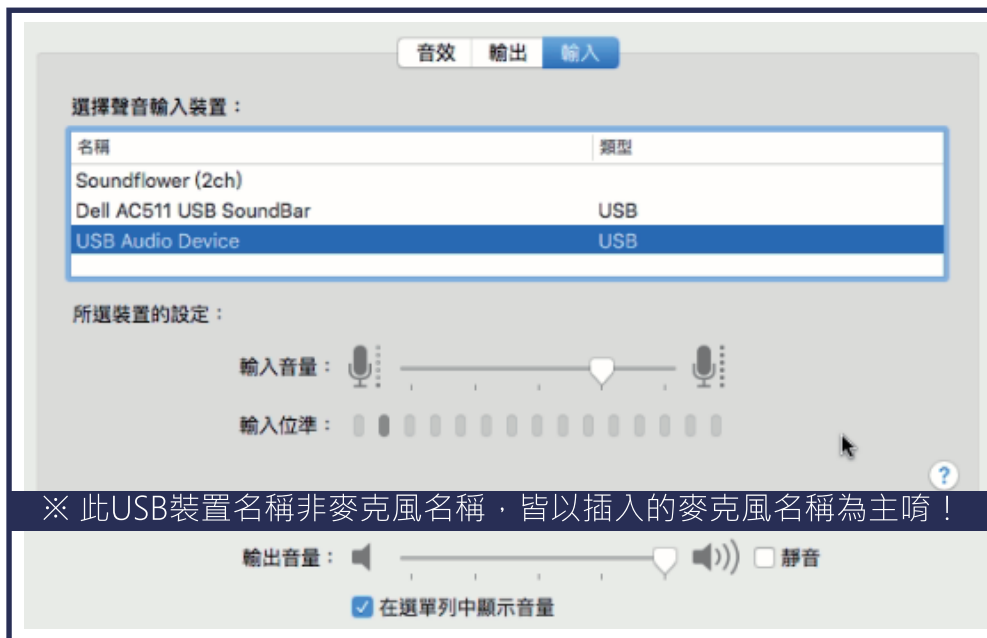 音效 輸出 輸入
選擇聲音輸入裝置：
名稱 類型
Soundflower (2ch)
Dell AC511 USB SoundBar USB
USB Audio Device USB
所選裝置的設定：
輸入音量：
輸入位準：
?
※ 此USB裝置名稱非麥克風名稱，皆以插入的麥克風名稱為主唷！
輸出音量： 靜音
在選單列中顯示音量